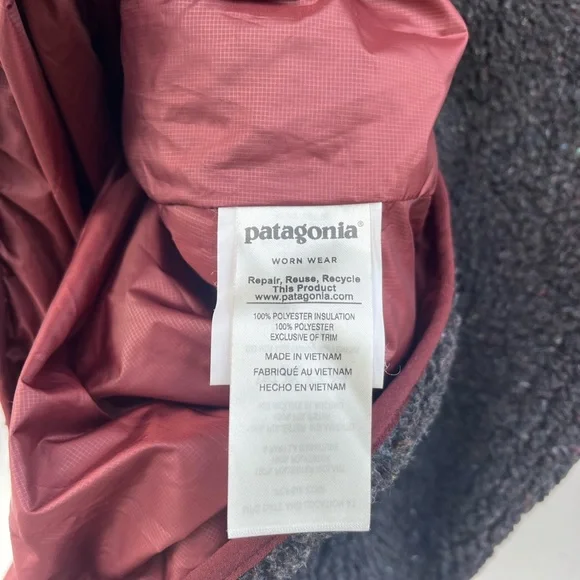 patagonia®
WORN WEAR
Repair, Reuse, Recycle
This Product
www.patagonia.com
100% POLYESTER INSULATION
100% POLYESTER
EXCLUSIVE OF TRIM
MADE IN VIETNAM
FABRIQUÉ AU VIETNAM
HECHO EN VIETNAM